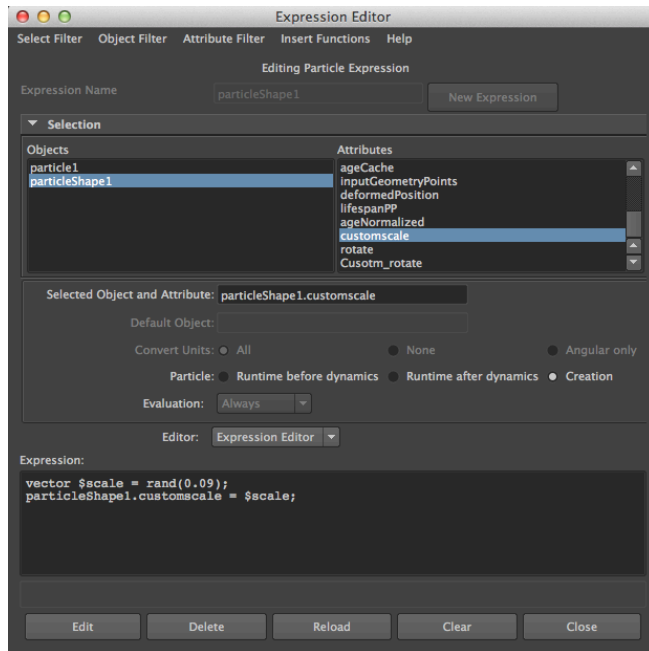 Expression Editor
Select Filter Object Filter Attribute Filter Insert Functions Help
Editing Particle Expression
Expression Name particleShape1 New Expression
Selection
Objects Attributes
particle1 ageCache
particleShape1 inputGeometryPoints
deformedPosition
lifespanPP
ageNormalized
customscale
rotate
Cusotm_rotate
Selected Object and Attribute: particleShape1.customscale
Default Object:
Convert Units: All None Angular only
Particle: Runtime before dynamics Runtime after dynamics Creation
Evaluation: Always
Editor: Expression Editor
Expression:
vector $scale = rand(0.09);
particleShape1.customscale = $scale;
Edit Delete Reload Clear Close